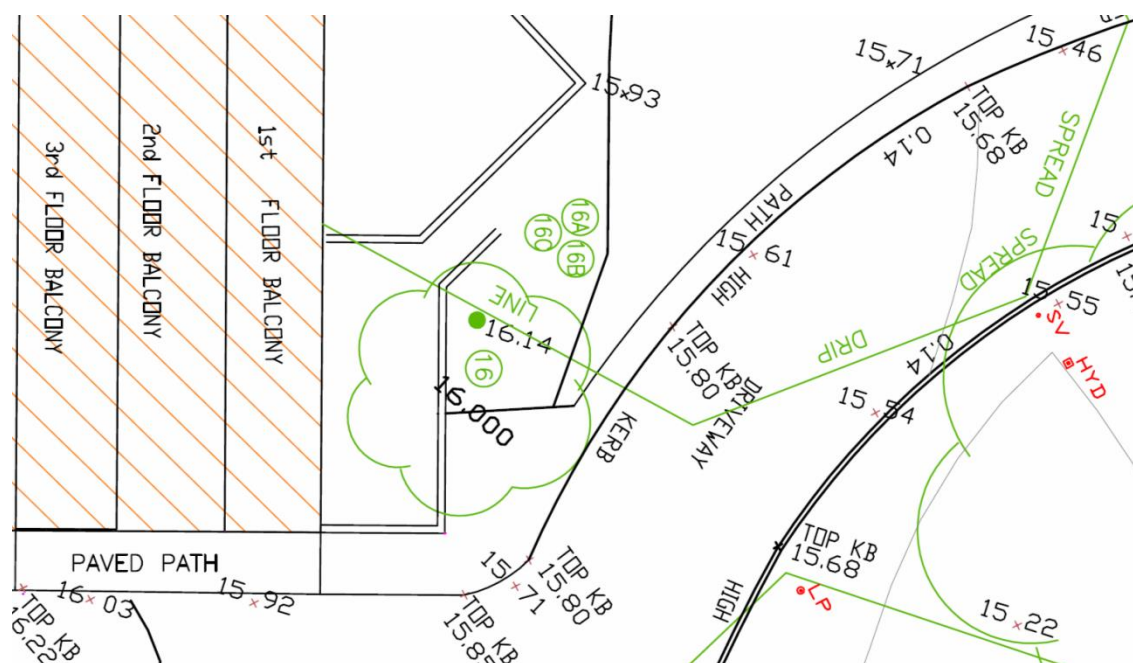 15.71
15.46
15.93
TOP KB
15.68
0.14
SPREAD
3rd FLOOR BALCONY
2nd FLOOR BALCONY
1st FLOOR BALCONY
PATH
16A
16C
16B
15.61
HIGH
SPREAD
15.
15.55
SV
LINE
16.14
TOP KB
15.80
DRIP
0.14
HYD
16
16.000
DRIVEWAY
KERB
15.54
TOP KB
15.68
PAVED PATH
16.03
15.92
15.71
TOP KB
15.80
HIGH
LP
15.22
TOP KB
16.22
TOP KB
15.85